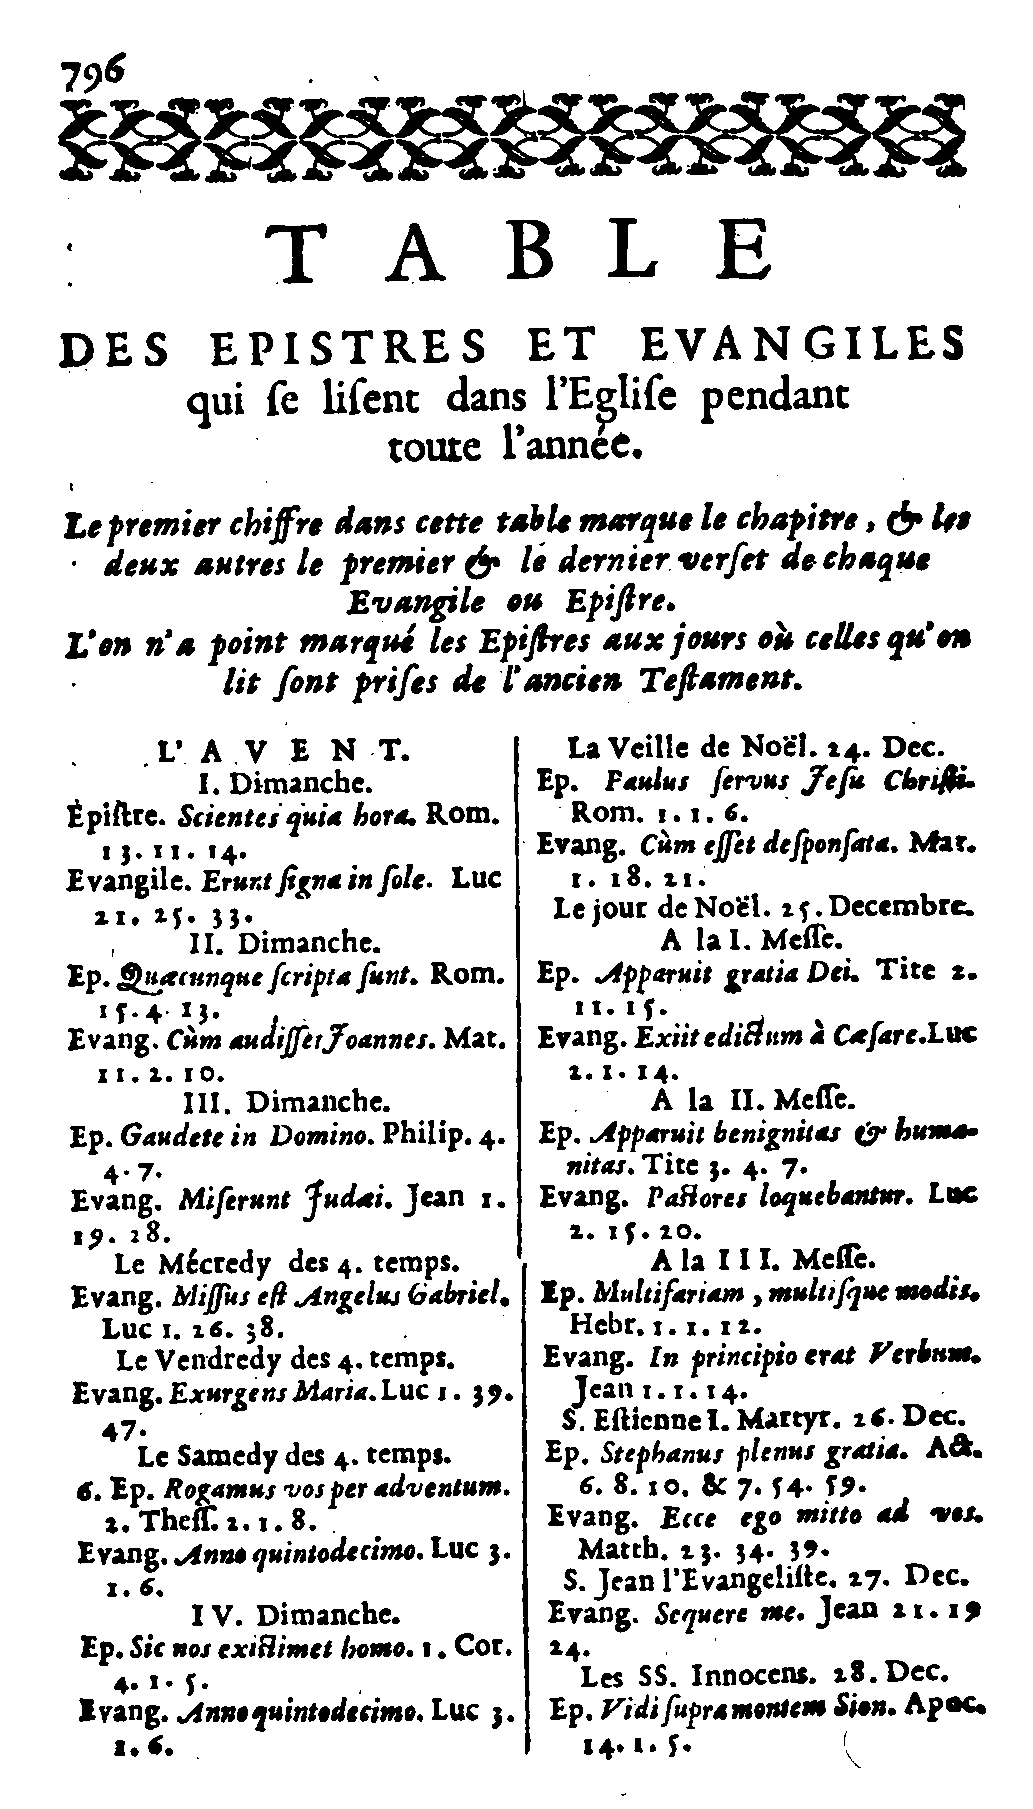 796
TABLE
DES EPISTRES ET EVANGILES
qui ſe liſent dans l'Egliſe pendant
toute l'année.
Le premier chiffre dans cette table marque le chapitre, & les
deux autres le premier & le dernier verſet de chaque
Evangile ou Epiſtre.
L'on n'a point marqué les Epiſtres aux jours où celles qu'on
lit ſont priſes de l'ancien Teſtament.
L'AVENT.
I. Dimanche.
Epiſtre. Scientes quia hora. Rom.
13. 11. 14.
Evangile. Erunt ſigna in ſole. Luc
21. 25. 33.
II. Dimanche.
Ep. Quæcunque ſcripta ſunt. Rom.
15. 4. 13.
Evang. Cùm audiſſet Joannes. Mat.
11. 2. 10.
III. Dimanche.
Ep. Gaudete in Domino. Philip. 4.
4. 7.
Evang. Miſerunt Judæi. Jean 1.
19. 28.
Le Mécredy des 4. temps.
Evang. Miſſus eſt Angelus Gabriel.
Luc 1. 26. 38.
Le Vendredy des 4. temps.
Evang. Exurgens Maria. Luc 1. 39.
47.
Le Samedy des 4. temps.
6. Ep. Rogamus vos per adventum.
2. Theſſ. 2. 1. 8.
Evang. Anno quintodecimo. Luc 3.
1. 6.
IV. Dimanche.
Ep. Sic nos exiſtimet homo. 1. Cor.
4. 1. 5.
Evang. Anno quintodecimo. Luc 3.
1. 6.
La Veille de Noël. 24. Dec.
Ep. Paulus ſervus Jeſu Chriſti.
Rom. 1. 1. 6.
Evang. Cùm eſſet deſponſata. Mat.
1. 18. 21.
Le jour de Noël. 25. Decembre.
A la I. Meſſe.
Ep. Apparuit gratia Dei. Tite 2.
11. 15.
Evang. Exiit edictum à Cæſare. Luc
2. 1. 14.
A la II. Meſſe.
Ep. Apparuit benignitas & huma-
nitas. Tite 3. 4. 7.
Evang. Paſtores loquebantur. Luc
2. 15. 20.
A la III. Meſſe.
Ep. Multifariam, multiſque modis.
Hebr. 1. 1. 12.
Evang. In principio erat Verbum.
Jean 1. 1. 14.
S. Eſtienne I. Martyr. 26. Dec.
Ep. Stephanus plenus gratia. Act.
6. 8. 10. & 7. 54. 59.
Evang. Ecce ego mitto ad vos.
Matth. 23. 34. 39.
S. Jean l'Evangeliſte. 27. Dec.
Evang. Sequere me. Jean 21. 19
24.
Les SS. Innocens. 28. Dec.
Ep. Vidi ſupra montem Sion. Apoc.
14. 1. 5.